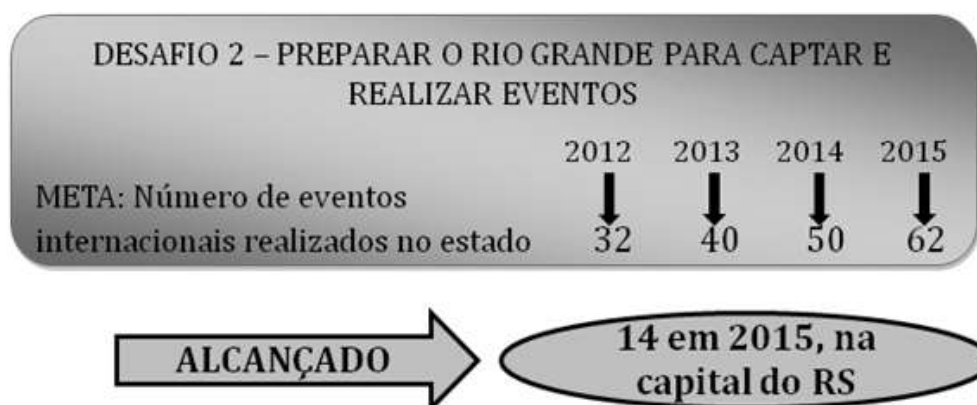 DESAFIO 2 – PREPARAR O RIO GRANDE PARA CAPTAR E
REALIZAR EVENTOS
2012 2013 2014 2015
META: Número de eventos
internacionais realizados no estado 32 40 50 62
ALCANÇADO
14 em 2015, na
capital do RS